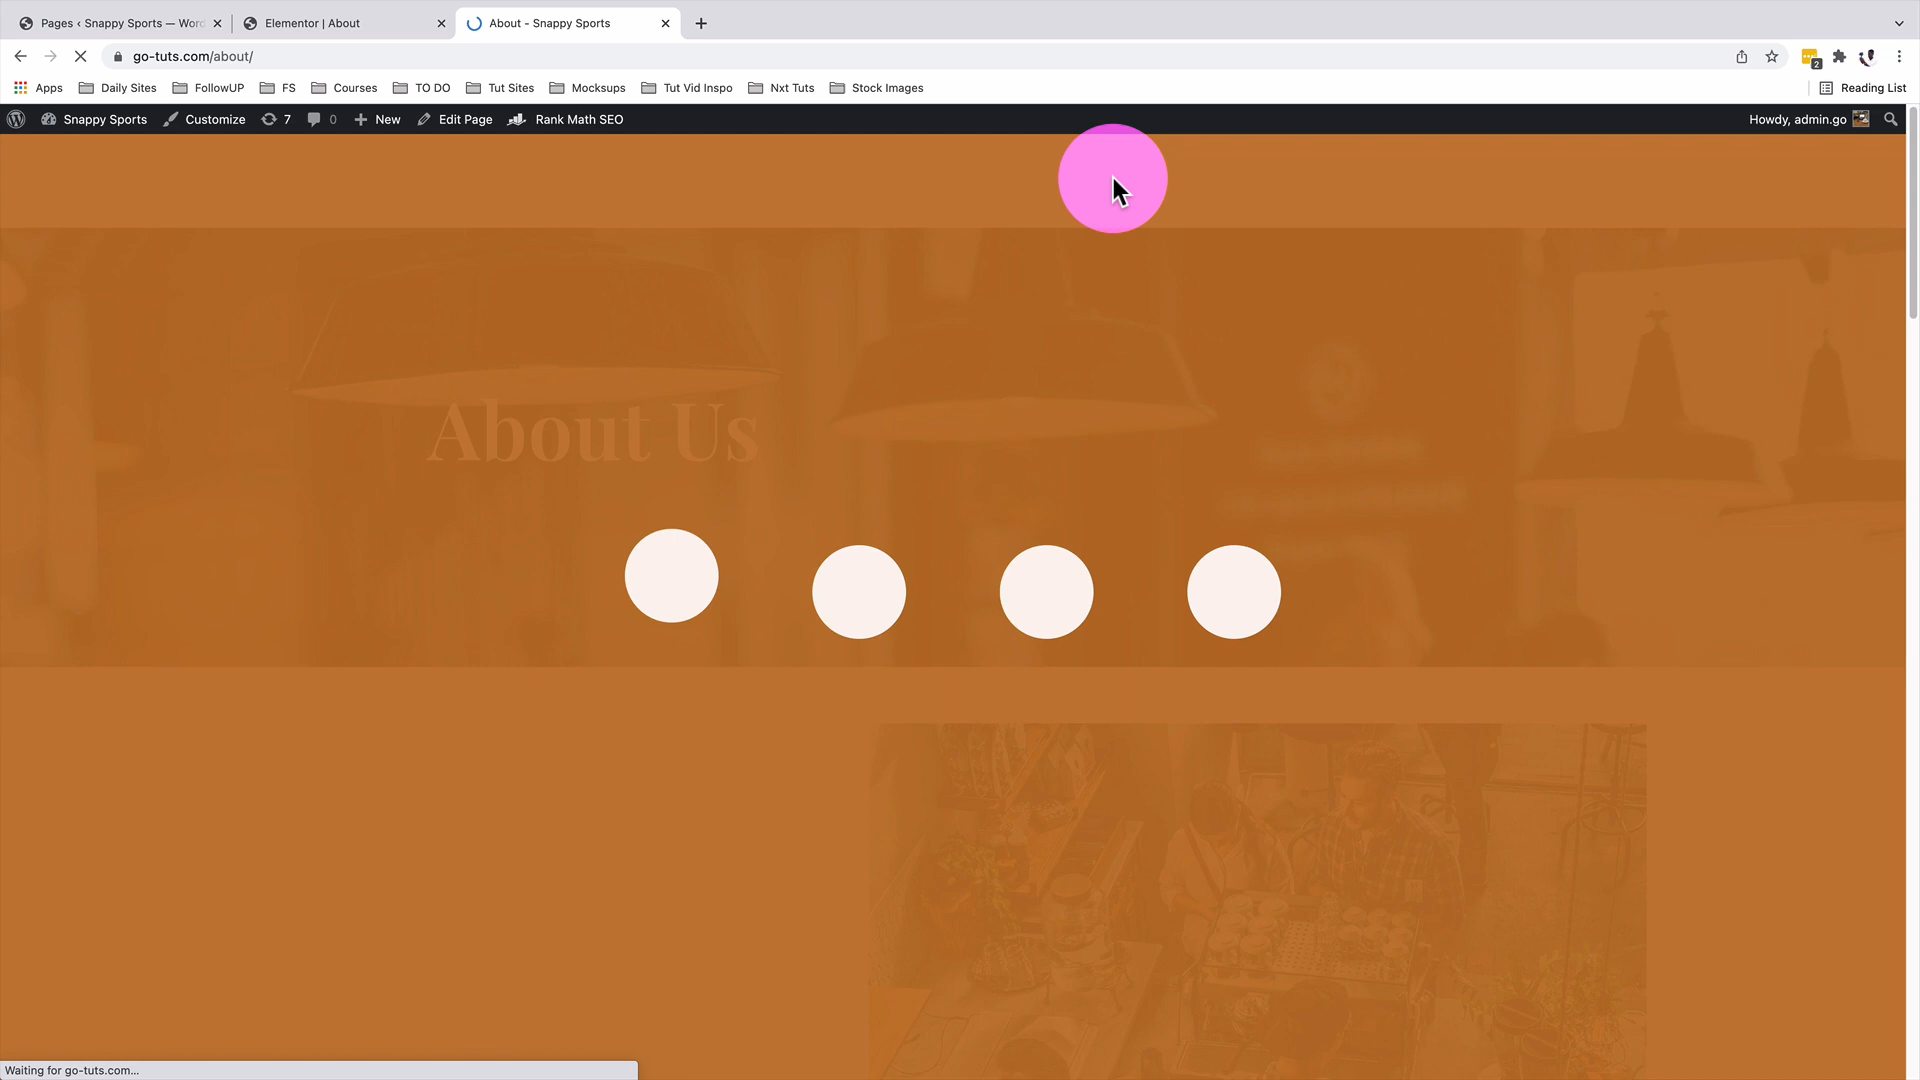 Pages ‹ Snappy Sports — Word
Elementor | About
About - Snappy Sports
go-tuts.com/about/
2
Apps
Daily Sites
FollowUP
FS
Courses
TO DO
Tut Sites
Mocksups
Tut Vid Inspo
Nxt Tuts
Stock Images
Reading List
Snappy Sports
Customize
7
0
New
Edit Page
Rank Math SEO
Howdy, admin.go
About Us
Waiting for go-tuts.com...